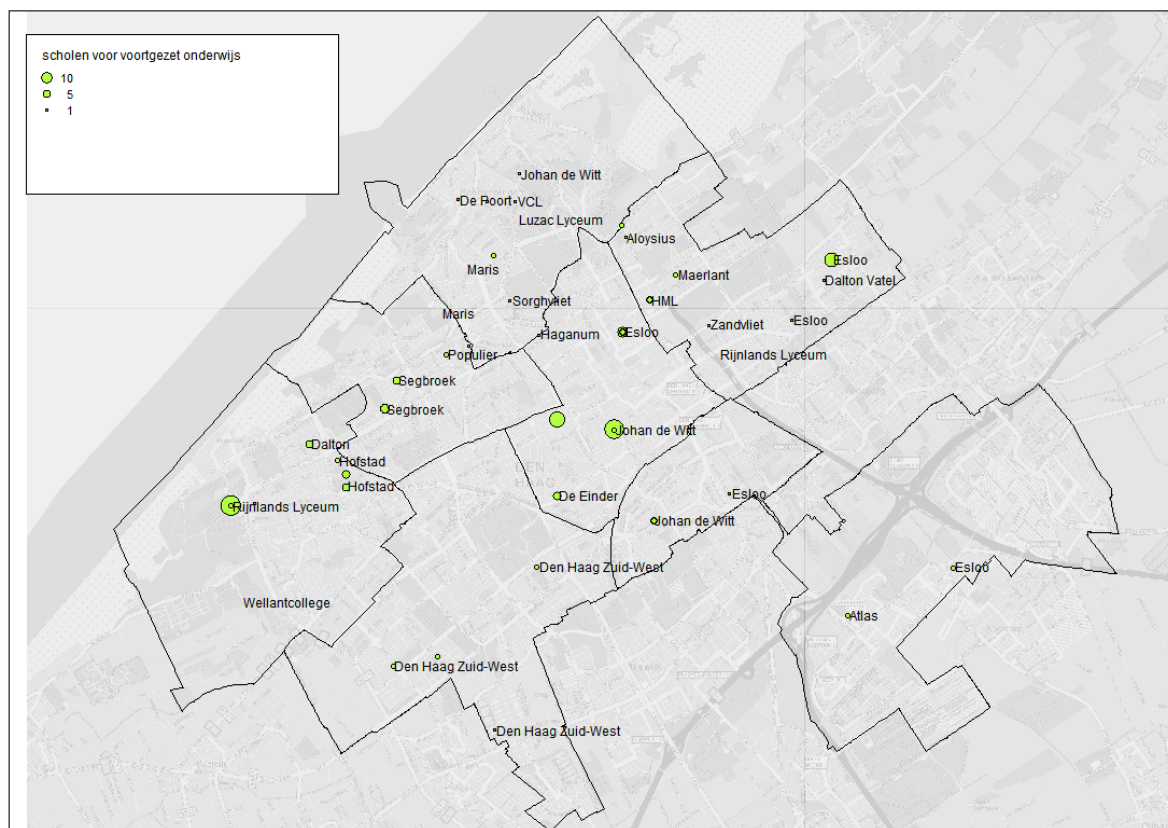 scholen voor voortgezet onderwijs
10
5
1
Johan de Witt
De Poort
VCL
Luzac Lyceum
Aloysius
Esloo
Maris
Maerlant
Dalton Vatel
Sorghvliet
HML
Maris
Zandvliet
Esloo
Haganum
Esloo
Populier
Rijnlands Lyceum
Segbroek
Segbroek
Johan de Witt
Dalton
Hofstad
DEN
HAAG
Hofstad
De Einder
Esloo
Rijnlands Lyceum
Johan de Witt
Den Haag Zuid-West
Esloo
Wellantcollege
Atlas
Den Haag Zuid-West
Den Haag Zuid-West